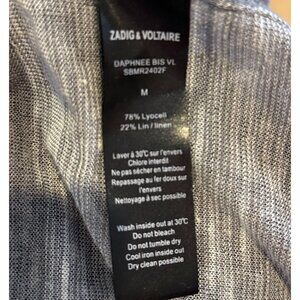 ZADIG & VOLTAIRE
DAPHNEE BIS VL
SBMR2402F
M
78% Lyocell
22% Lin / linen
Laver à 30°C sur l'envers
Chlore interdit
Ne pas sécher en tambour
Repassage au fer doux sur
l'envers
Nettoyage à sec possible
Wash inside out at 30°C
Do not bleach
Do not tumble dry
Cool iron inside out
Dry clean possible